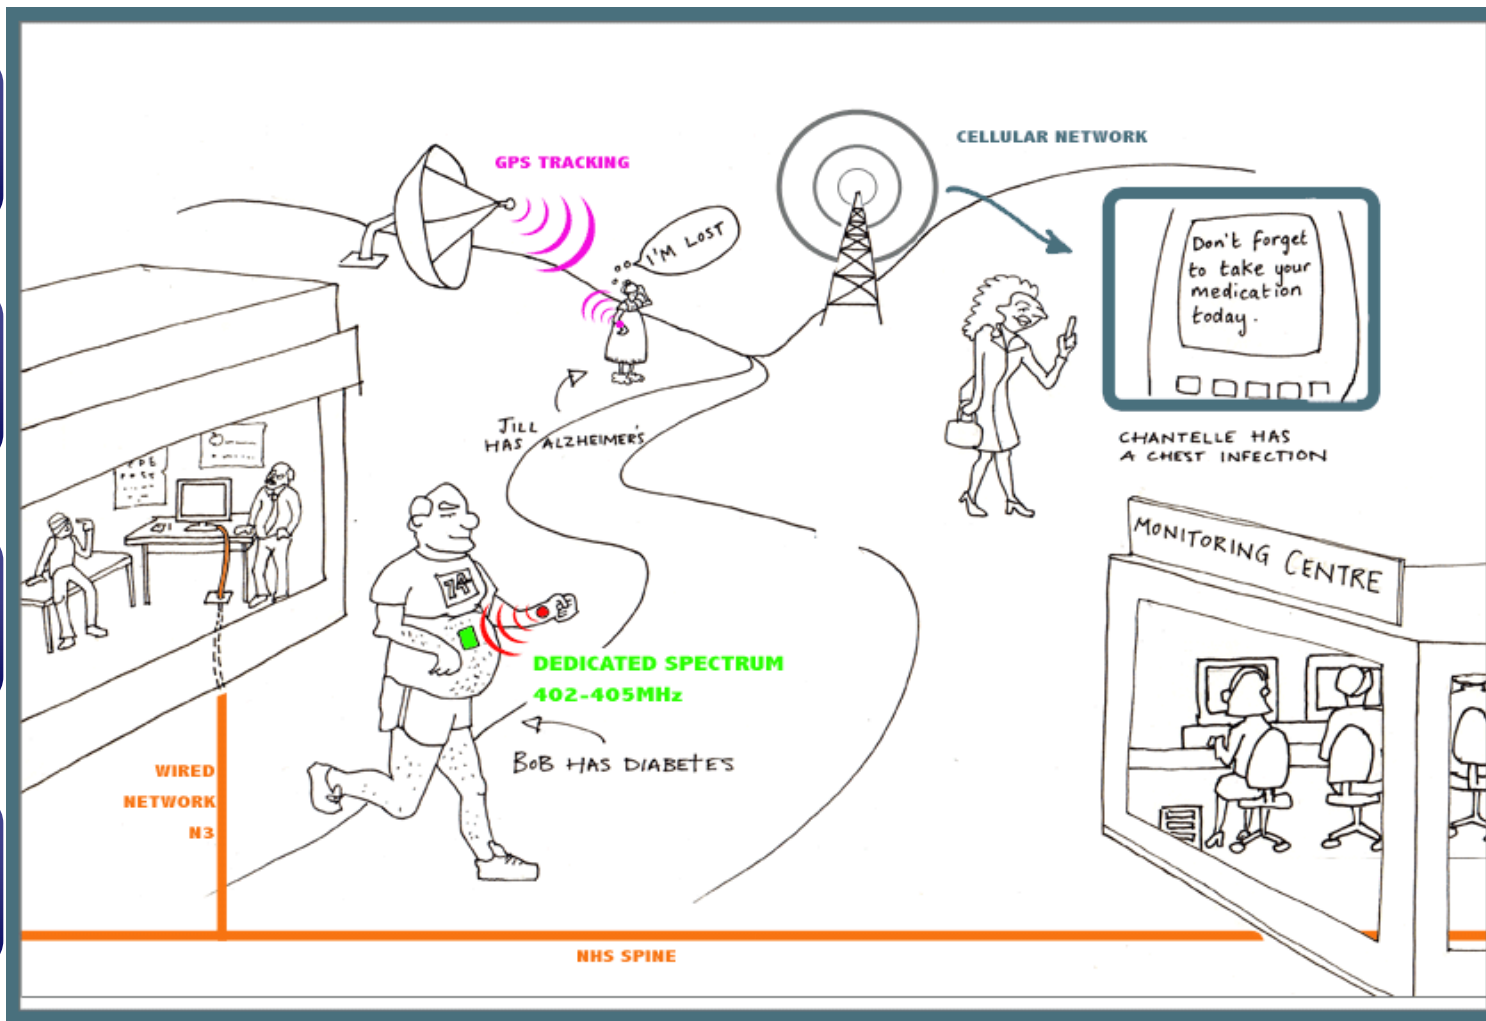 CELLULAR NETWORK
GPS TRACKING
I'M LOST
Don't forget
to take your
medication
today.
JILL
HAS ALZHEIMER'S
CHANTELLE HAS
A CHEST INFECTION
MONITORING CENTRE
74
DEDICATED SPECTRUM
402-405MHz
BOB HAS DIABETES
WIRED
NETWORK
N3
NHS SPINE